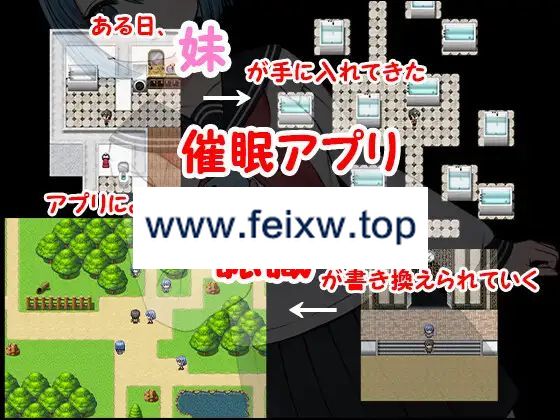 ある日、
妹
が手に入れてきた
催眠アプリ
アプリによ
www.feixw.top
が書き換えられていく